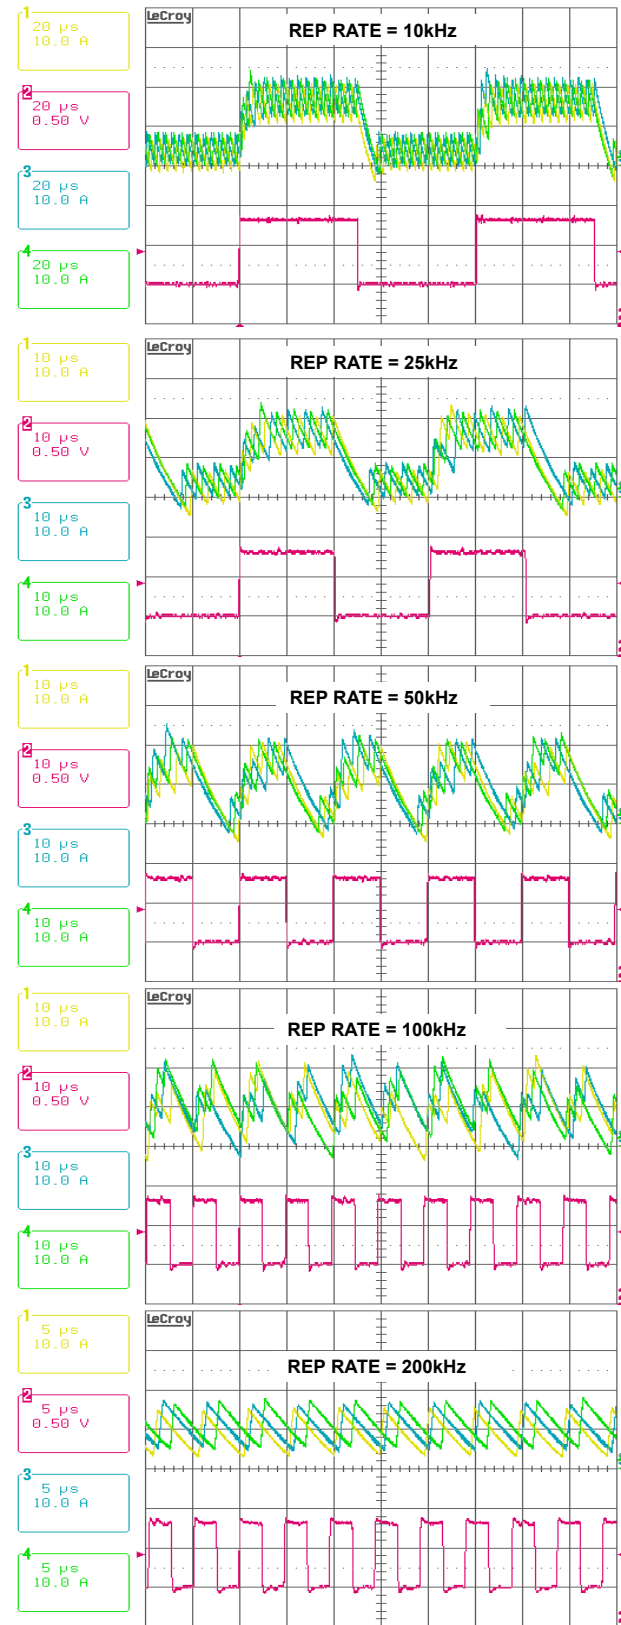 1
20 µs
10.0 A
2
20 µs
0.50 V
3
20 µs
10.0 A
4
20 µs
10.0 A
LeCroy
REP RATE = 10kHz
1
10 µs
10.0 A
2
10 µs
0.50 V
3
10 µs
10.0 A
4
10 µs
10.0 A
LeCroy
REP RATE = 25kHz
1
10 µs
10.0 A
2
10 µs
0.50 V
3
10 µs
10.0 A
4
10 µs
10.0 A
LeCroy
REP RATE = 50kHz
1
10 µs
10.0 A
2
10 µs
0.50 V
3
10 µs
10.0 A
4
10 µs
10.0 A
LeCroy
REP RATE = 100kHz
1
5 µs
10.0 A
2
5 µs
0.50 V
3
5 µs
10.0 A
4
5 µs
10.0 A
LeCroy
REP RATE = 200kHz